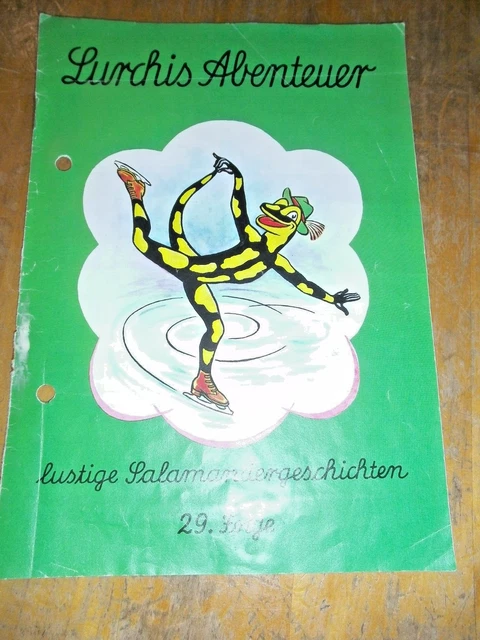 Lurchis Abenteuer
lustige Salamandergeschichten
29. Folge